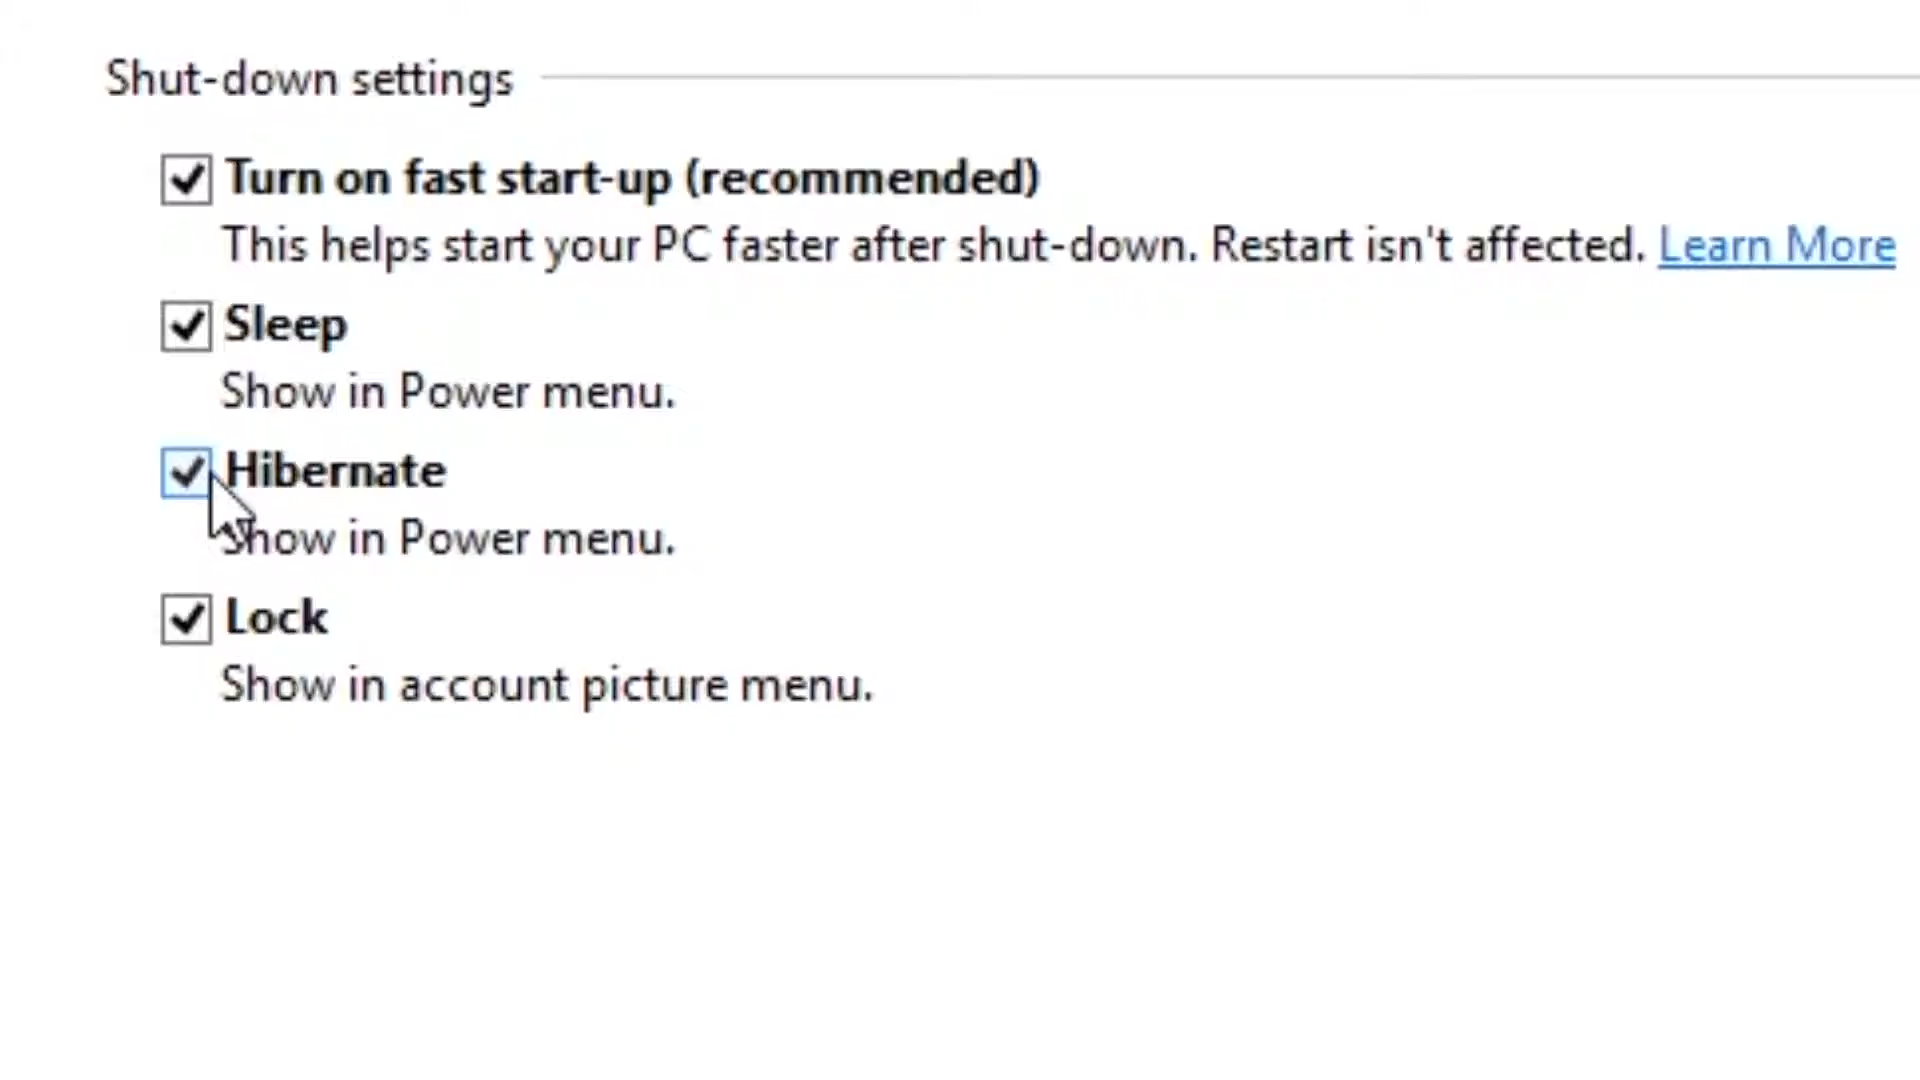 Shut-down settings
Turn on fast start-up (recommended)
This helps start your PC faster after shut-down. Restart isn't affected. Learn More
Sleep
Show in Power menu.
Hibernate
Show in Power menu.
Lock
Show in account picture menu.